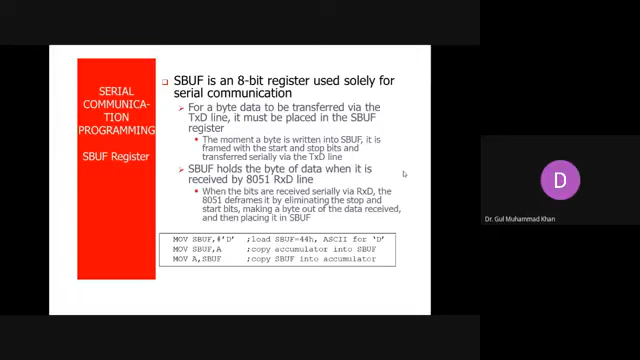 SERIAL
COMMUNICA-
TION
PROGRAMMING
SBUF Register
❑ SBUF is an 8-bit register used solely for
serial communication
➢ For a byte data to be transferred via the
TxD line, it must be placed in the SBUF
register
▪ The moment a byte is written into SBUF, it is
framed with the start and stop bits and
transferred serially via the TxD line
➢ SBUF holds the byte of data when it is
received by 8051 RxD line
▪ When the bits are received serially via RxD, the
8051 deframes it by eliminating the stop and
start bits, making a byte out of the data received,
and then placing it in SBUF
MOV SBUF,#'D' ;load SBUF=44h, ASCII for 'D'
MOV SBUF,A ;copy accumulator into SBUF
MOV A,SBUF ;copy SBUF into accumulator
D
Dr. Gul Muhammad Khan